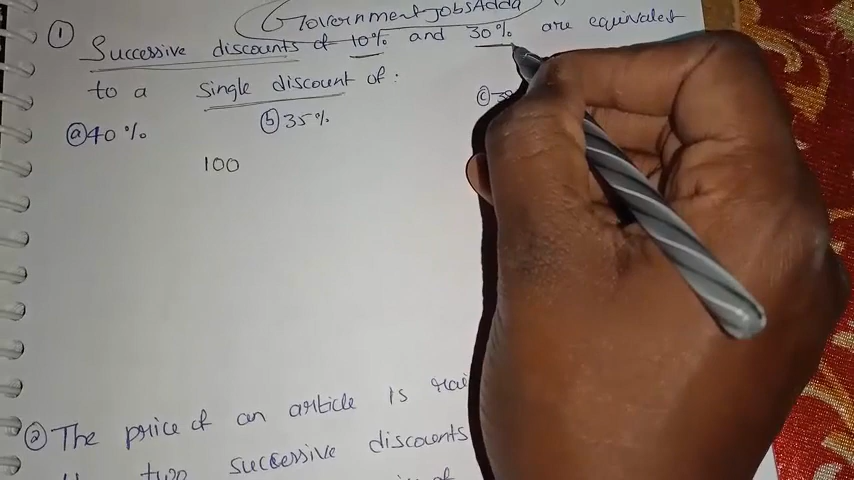 GovernmentJobsAdda
① Successive discounts of 10% and 30% are equivalent
to a single discount of:
ⓐ 40% ⓑ 35% ⓒ
100
② The price of an article is
two successive discounts